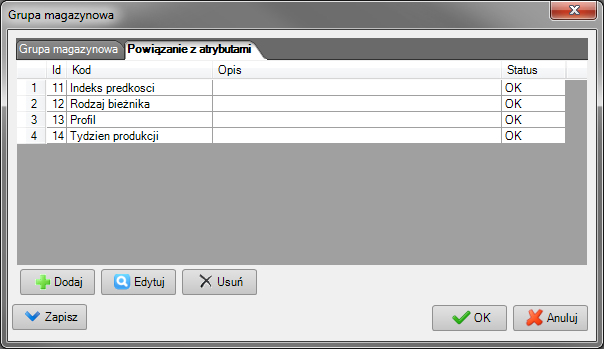 Grupa magazynowa
Grupa magazynowa Powiązanie z atrybutami
Id Kod Opis Status
1 11 Indeks predkosci OK
2 12 Rodzaj bieżnika OK
3 13 Profil OK
4 14 Tydzien produkcji OK
Dodaj Edytuj Usuń
Zapisz OK Anuluj